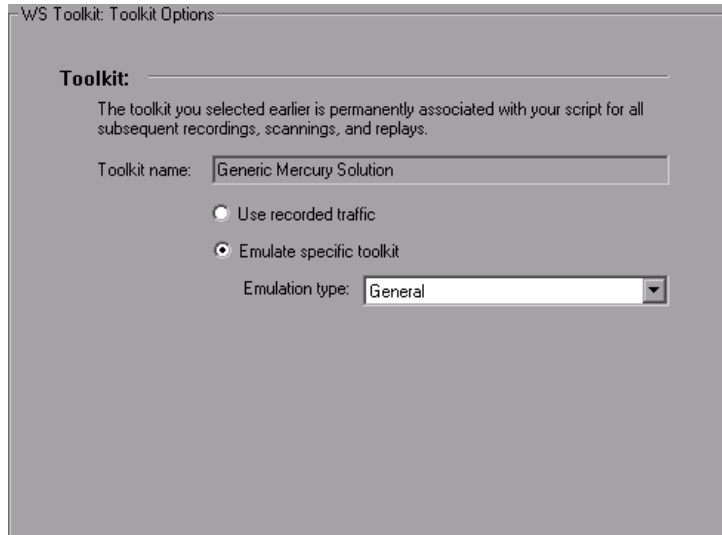 WS Toolkit: Toolkit Options
Toolkit:
The toolkit you selected earlier is permanently associated with your script for all
subsequent recordings, scannings, and replays.
Toolkit name: Generic Mercury Solution
Use recorded traffic
Emulate specific toolkit
Emulation type: General